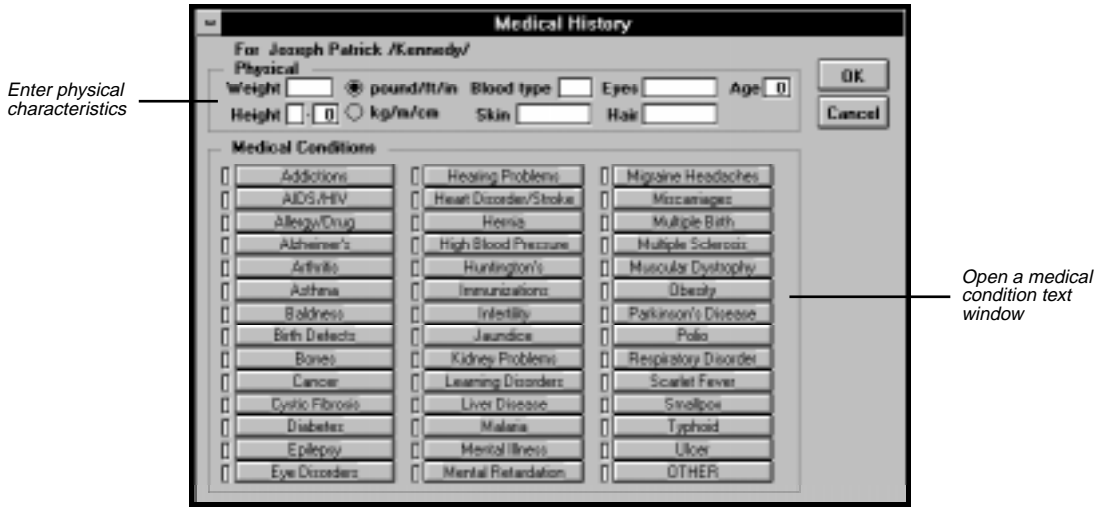 Medical History
For Joseph Patrick /Kennedy/
Physical
Weight pound/ft/in Blood type Eyes Age 0
Height - 0 kg/m/cm Skin Hair
OK
Cancel
Enter physical
characteristics
Medical Conditions
Addictions Hearing Problems Migraine Headaches
AIDS/HIV Heart Disorder/Stroke Miscarriages
Allergy/Drug Hernia Multiple Birth
Alzheimer's High Blood Pressure Multiple Sclerosis
Arthritis Huntington's Muscular Dystrophy
Asthma Immunizations Obesity
Baldness Infertility Parkinson's Disease
Birth Defects Jaundice Polio
Bones Kidney Problems Respiratory Disorder
Cancer Learning Disorders Scarlet Fever
Cystic Fibrosis Liver Disease Smallpox
Diabetes Malaria Typhoid
Epilepsy Mental Illness Ulcer
Eye Disorders Mental Retardation OTHER
Open a medical
condition text
window